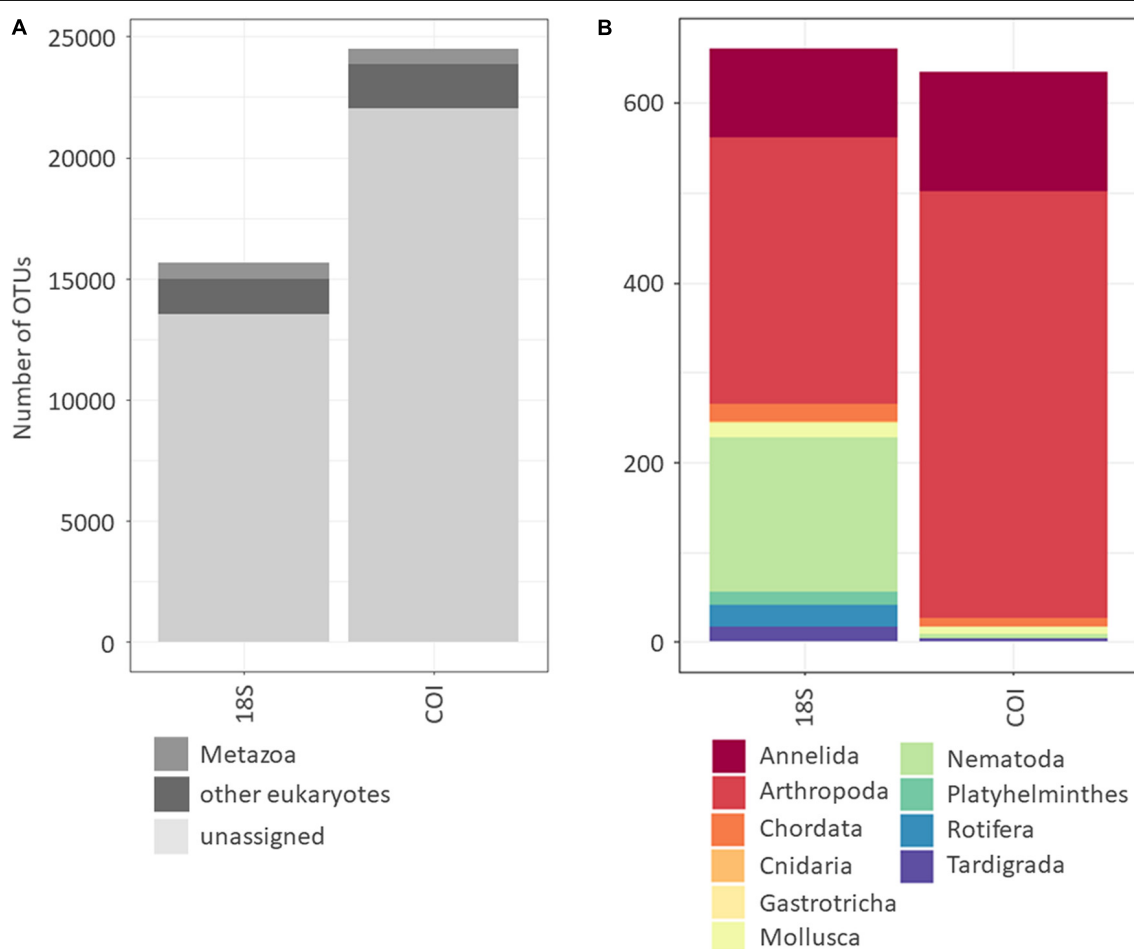 A
Number of OTUs
25000
20000
15000
10000
5000
0
18S
COI
Metazoa
other eukaryotes
unassigned
B
600
400
200
0
18S
COI
Annelida
Arthropoda
Chordata
Cnidaria
Gastrotricha
Mollusca
Nematoda
Platyhelminthes
Rotifera
Tardigrada